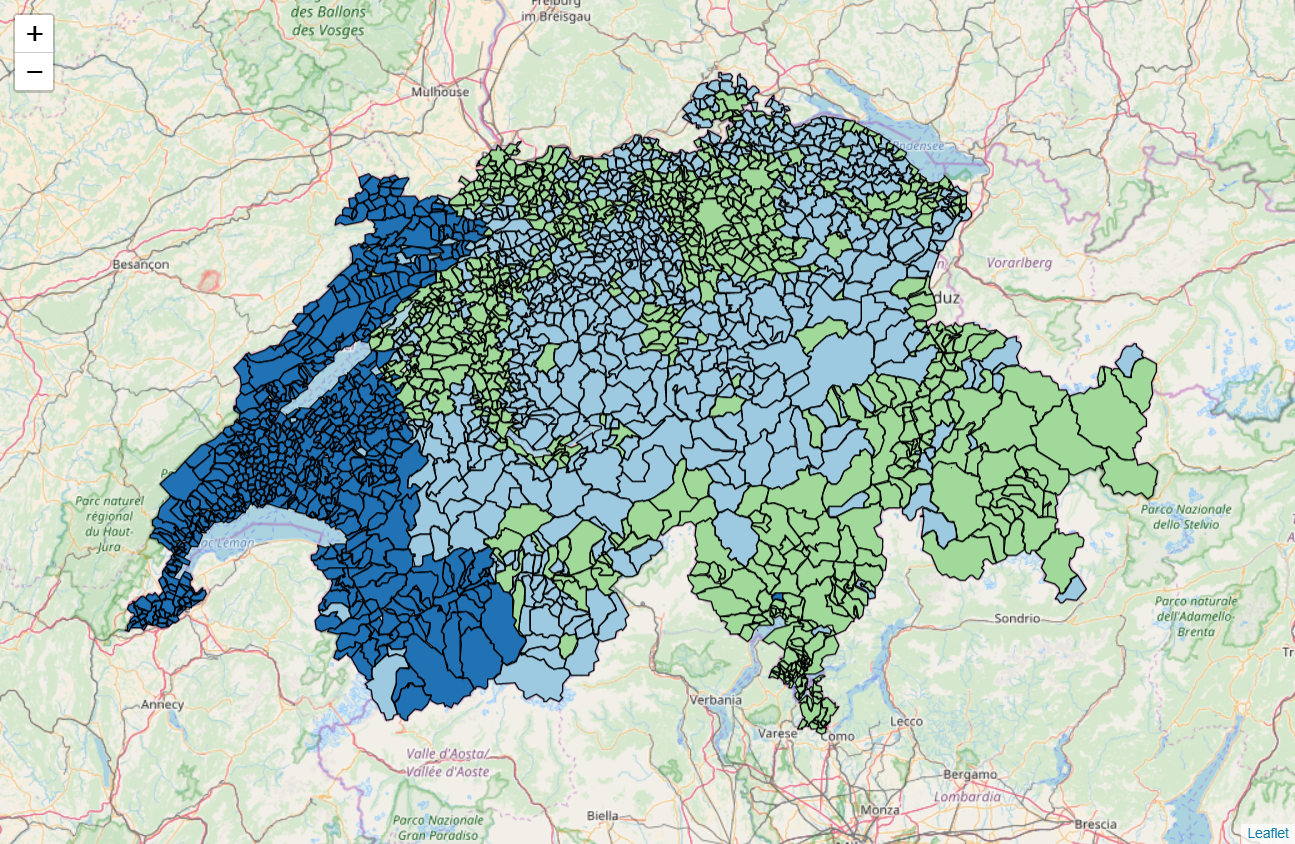 +
−
des Ballons
des Vosges
Freiburg
im Breisgau
Mulhouse
Bodensee
Besançon
Vorarlberg
duz
Parc naturel
régional
du Haut-
Jura
Parco Nazionale
dello Stelvio
Sondrio
Parco naturale
dell'Adamello-
Brenta
Tr
Annecy
Verbania
Varese
Como
Lecco
Valle d'Aosta/
Vallée d'Aoste
Bergamo
Lombardia
Biella
Monza
Brescia
Parco Nazionale
Gran Paradiso
Leaflet